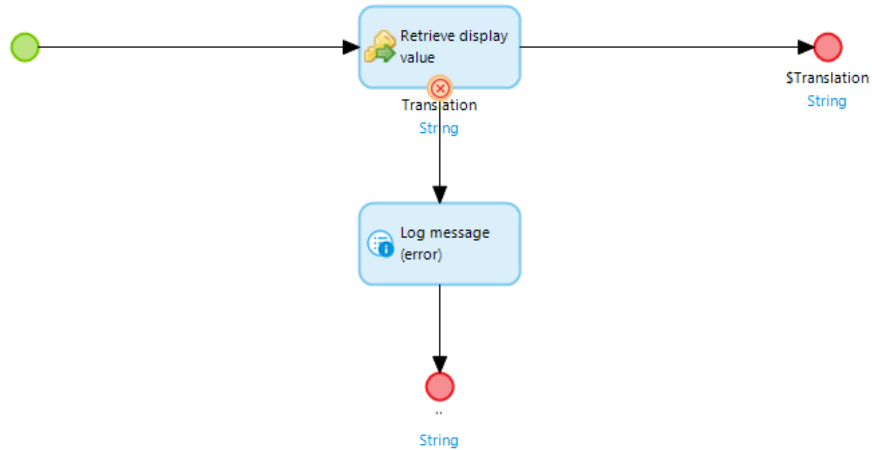 Retrieve display
value
$Translation
String
Translation
String
Log message
(error)
''
String